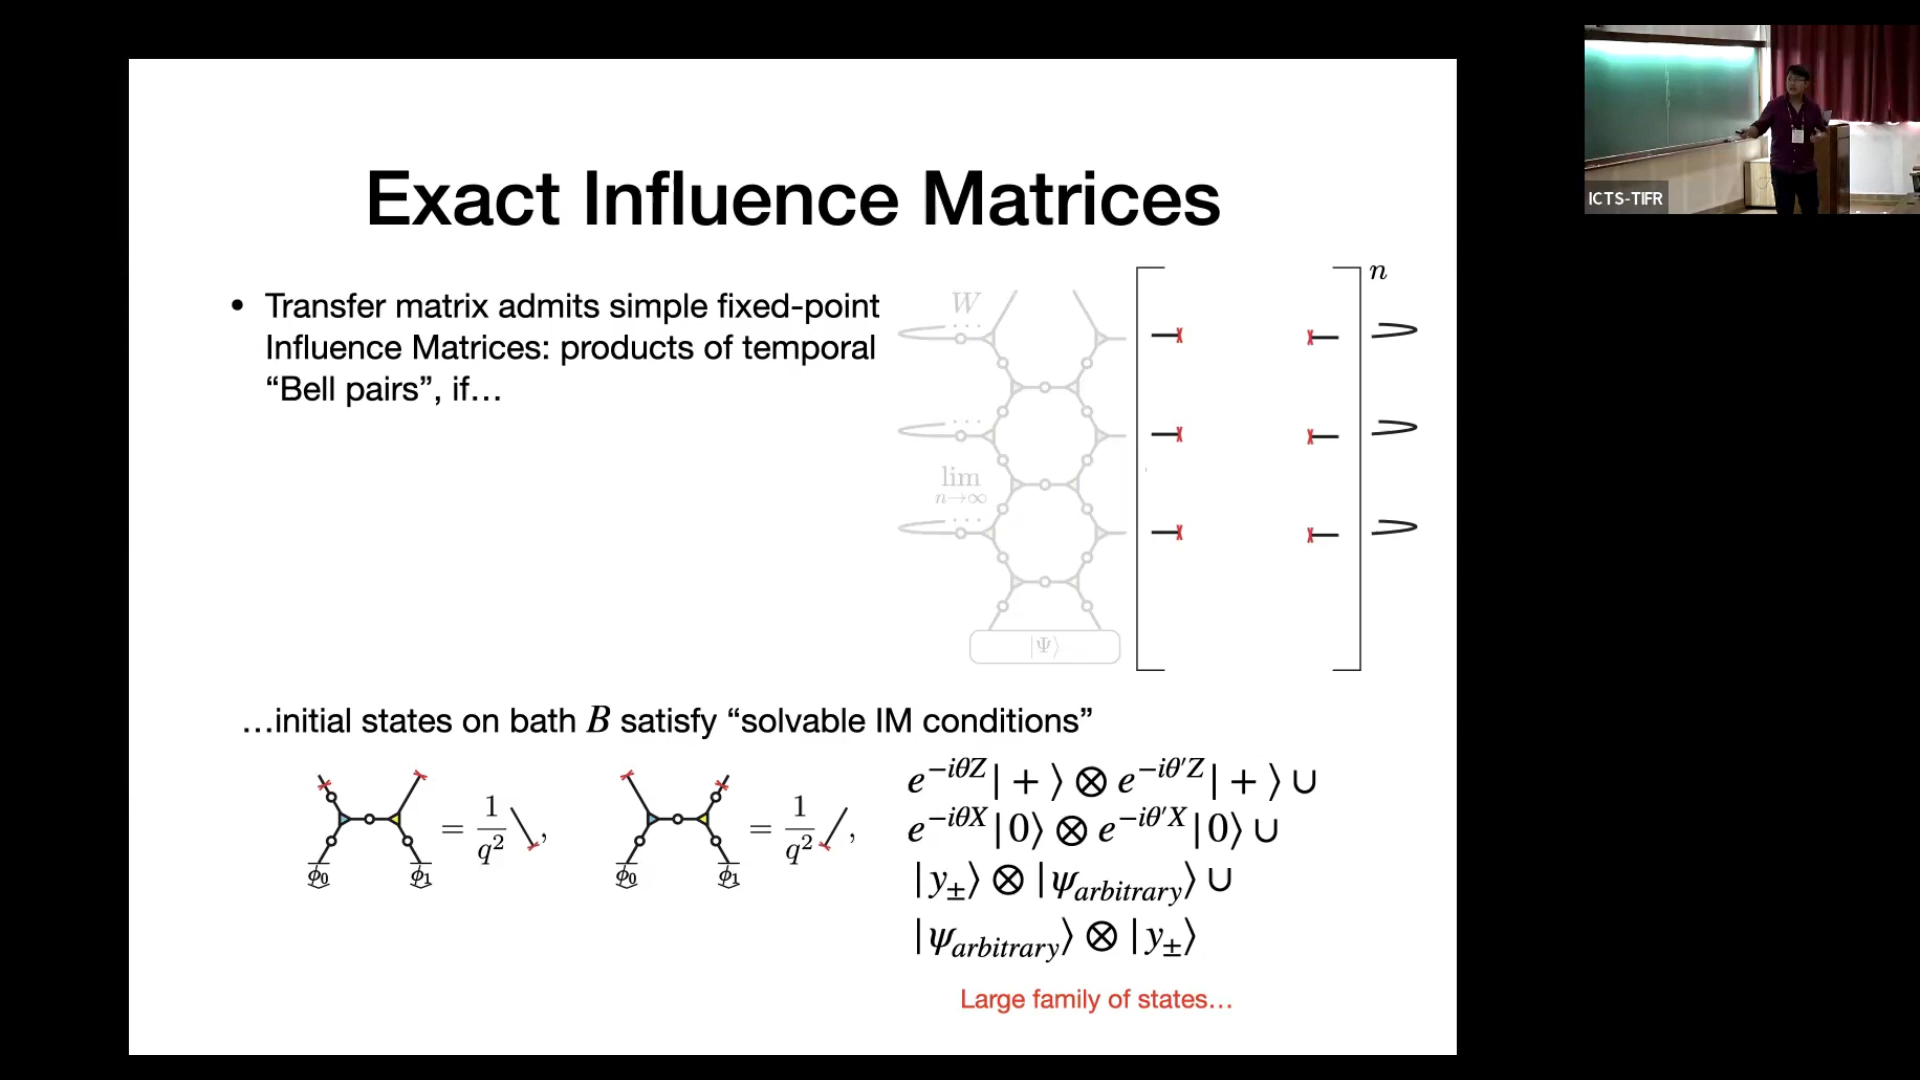 Exact Influence Matrices
• Transfer matrix admits simple fixed-point
Influence Matrices: products of temporal
“Bell pairs”, if…
W
lim
n→∞
|Ψ⟩
n
…initial states on bath B satisfy “solvable IM conditions”
ϕ0 ϕ1 = 1/q² , ϕ0 ϕ1 = 1/q² ,
e^{-iθZ}|+⟩ ⊗ e^{-iθ′Z}|+⟩ ∪
e^{-iθX}|0⟩ ⊗ e^{-iθ′X}|0⟩ ∪
|y±⟩ ⊗ |ψarbitrary⟩ ∪
|ψarbitrary⟩ ⊗ |y±⟩
Large family of states…
ICTS-TIFR